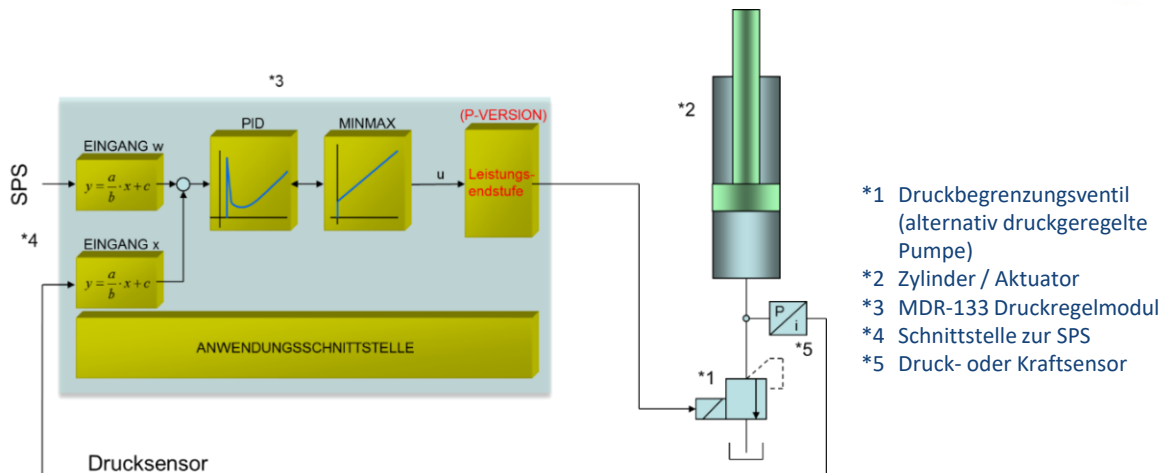 *3
(P-VERSION)
PID
MINMAX
EINGANG w
y = a/b · x + c
Leistungs-
endstufe
u
SPS
*4
EINGANG x
y = a/b · x + c
ANWENDUNGSSCHNITTSTELLE
Drucksensor
*2
P
i
*5
*1
*1 Druckbegrenzungsventil
(alternativ druckgeregelte
Pumpe)
*2 Zylinder / Aktuator
*3 MDR-133 Druckregelmodul
*4 Schnittstelle zur SPS
*5 Druck- oder Kraftsensor